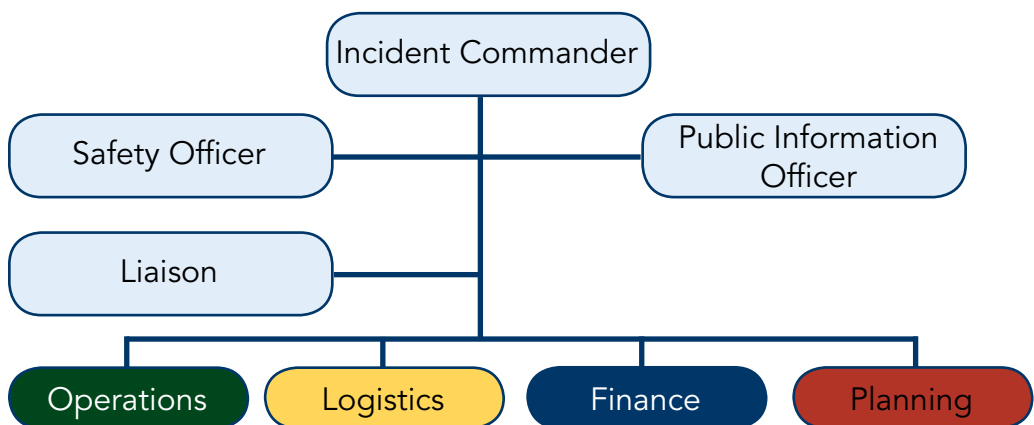 Incident Commander
Safety Officer
Public Information
Officer
Liaison
Operations
Logistics
Finance
Planning